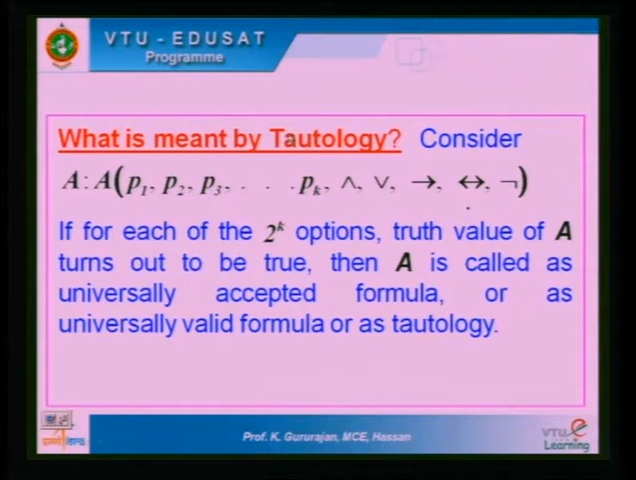 VTU - EDUSAT
Programme
What is meant by Tautology? Consider
A : A(p₁, p₂, p₃, . . . pₖ, ∧, ∨, →, ↔, ¬)
If for each of the 2ᵏ options, truth value of A
turns out to be true, then A is called as
universally accepted formula, or as
universally valid formula or as tautology.
Prof. K. Gururajan, MCE, Hassan
VTU e
Learning